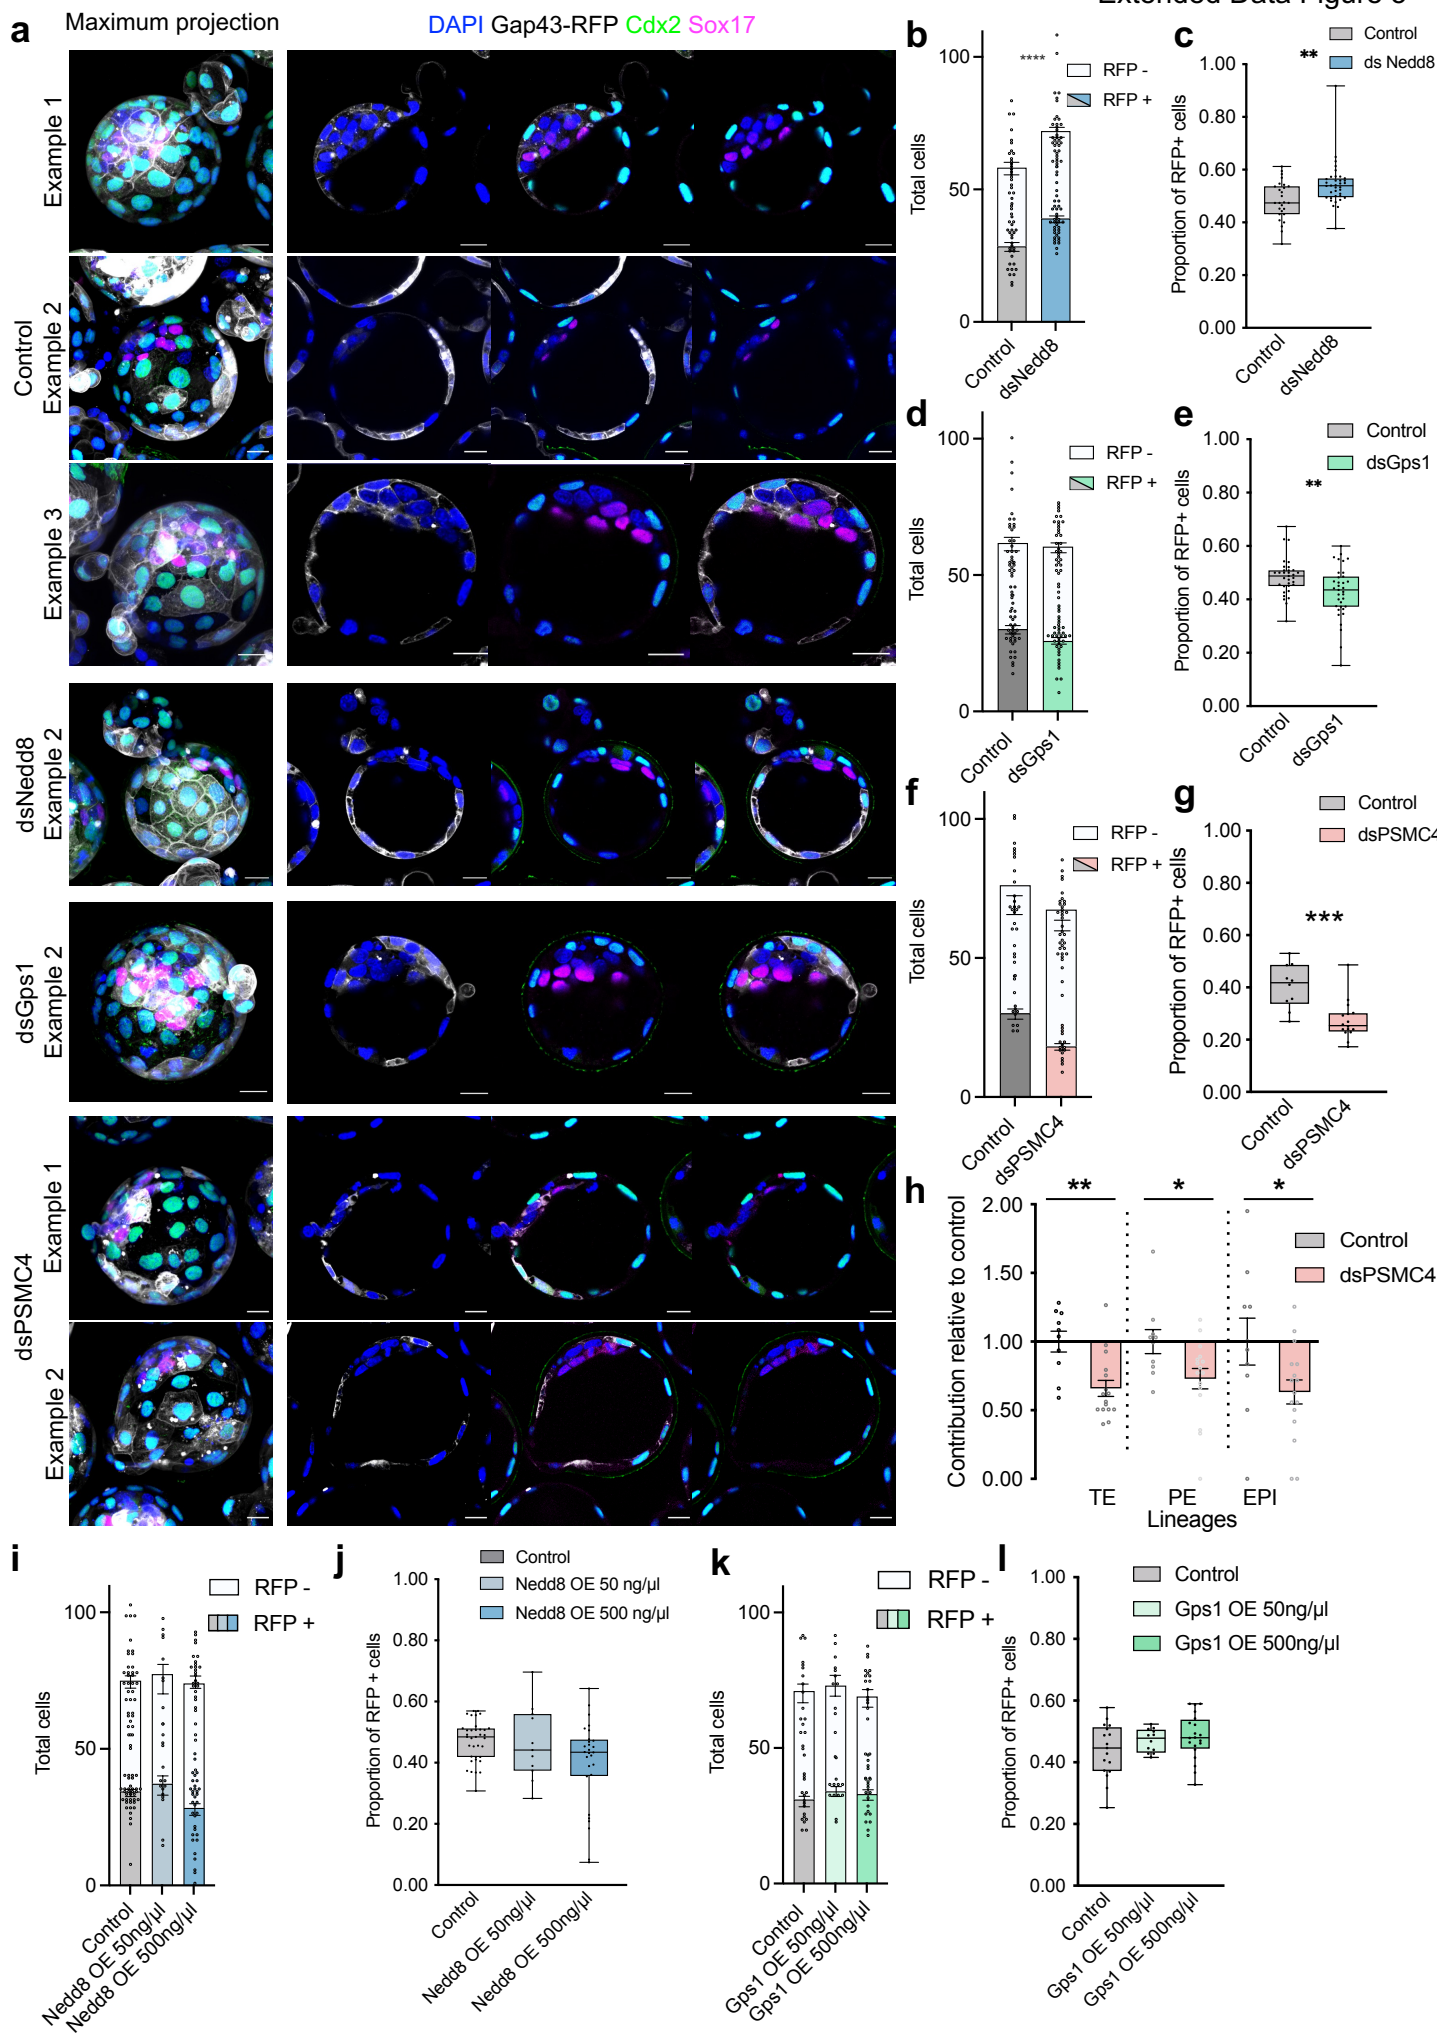 a
Maximum projection
DAPI Gap43-RFP Cdx2 Sox17
Example 1
Control
Example 2
Example 3
dsNedd8
Example 2
dsGps1
Example 2
dsPSMC4
Example 1
Example 2
b
Total cells
100
50
0
****
RFP -
RFP +
Control
dsNedd8
c
Control
ds Nedd8
**
Proportion of RFP+ cells
1.00
0.80
0.60
0.40
0.20
0.00
Control
dsNedd8
d
Total cells
100
50
0
RFP -
RFP +
Control
dsGps1
e
Control
dsGps1
**
Proportion of RFP+ cells
1.00
0.80
0.60
0.40
0.20
0.00
Control
dsGps1
f
Total cells
100
50
0
RFP -
RFP +
Control
dsPSMC4
g
Control
***
Proportion of RFP+ cells
1.00
0.80
0.60
0.40
0.20
0.00
Control
dsPSMC4
h
Contribution relative to control
2.00
1.50
1.00
0.50
0.00
**
*
*
Control
dsPSMC4
TE PE EPI
Lineages
i
Total cells
100
50
0
RFP -
RFP +
Control
Nedd8 OE 50ng/µl
Nedd8 OE 500ng/µl
j
Control
Nedd8 OE 50 ng/µl
Nedd8 OE 500 ng/µl
Proportion of RFP + cells
1.00
0.80
0.60
0.40
0.20
0.00
Control
Nedd8 OE 50ng/µl
Nedd8 OE 500ng/µl
k
Total cells
100
50
0
RFP -
RFP +
Control
Gps1 OE 50ng/µl
Gps1 OE 500ng/µl
l
Control
Gps1 OE 50ng/µl
Gps1 OE 500ng/µl
Proportion of RFP+ cells
1.00
0.80
0.60
0.40
0.20
0.00
Control
Gps1 OE 50ng/µl
Gps1 OE 500ng/µl